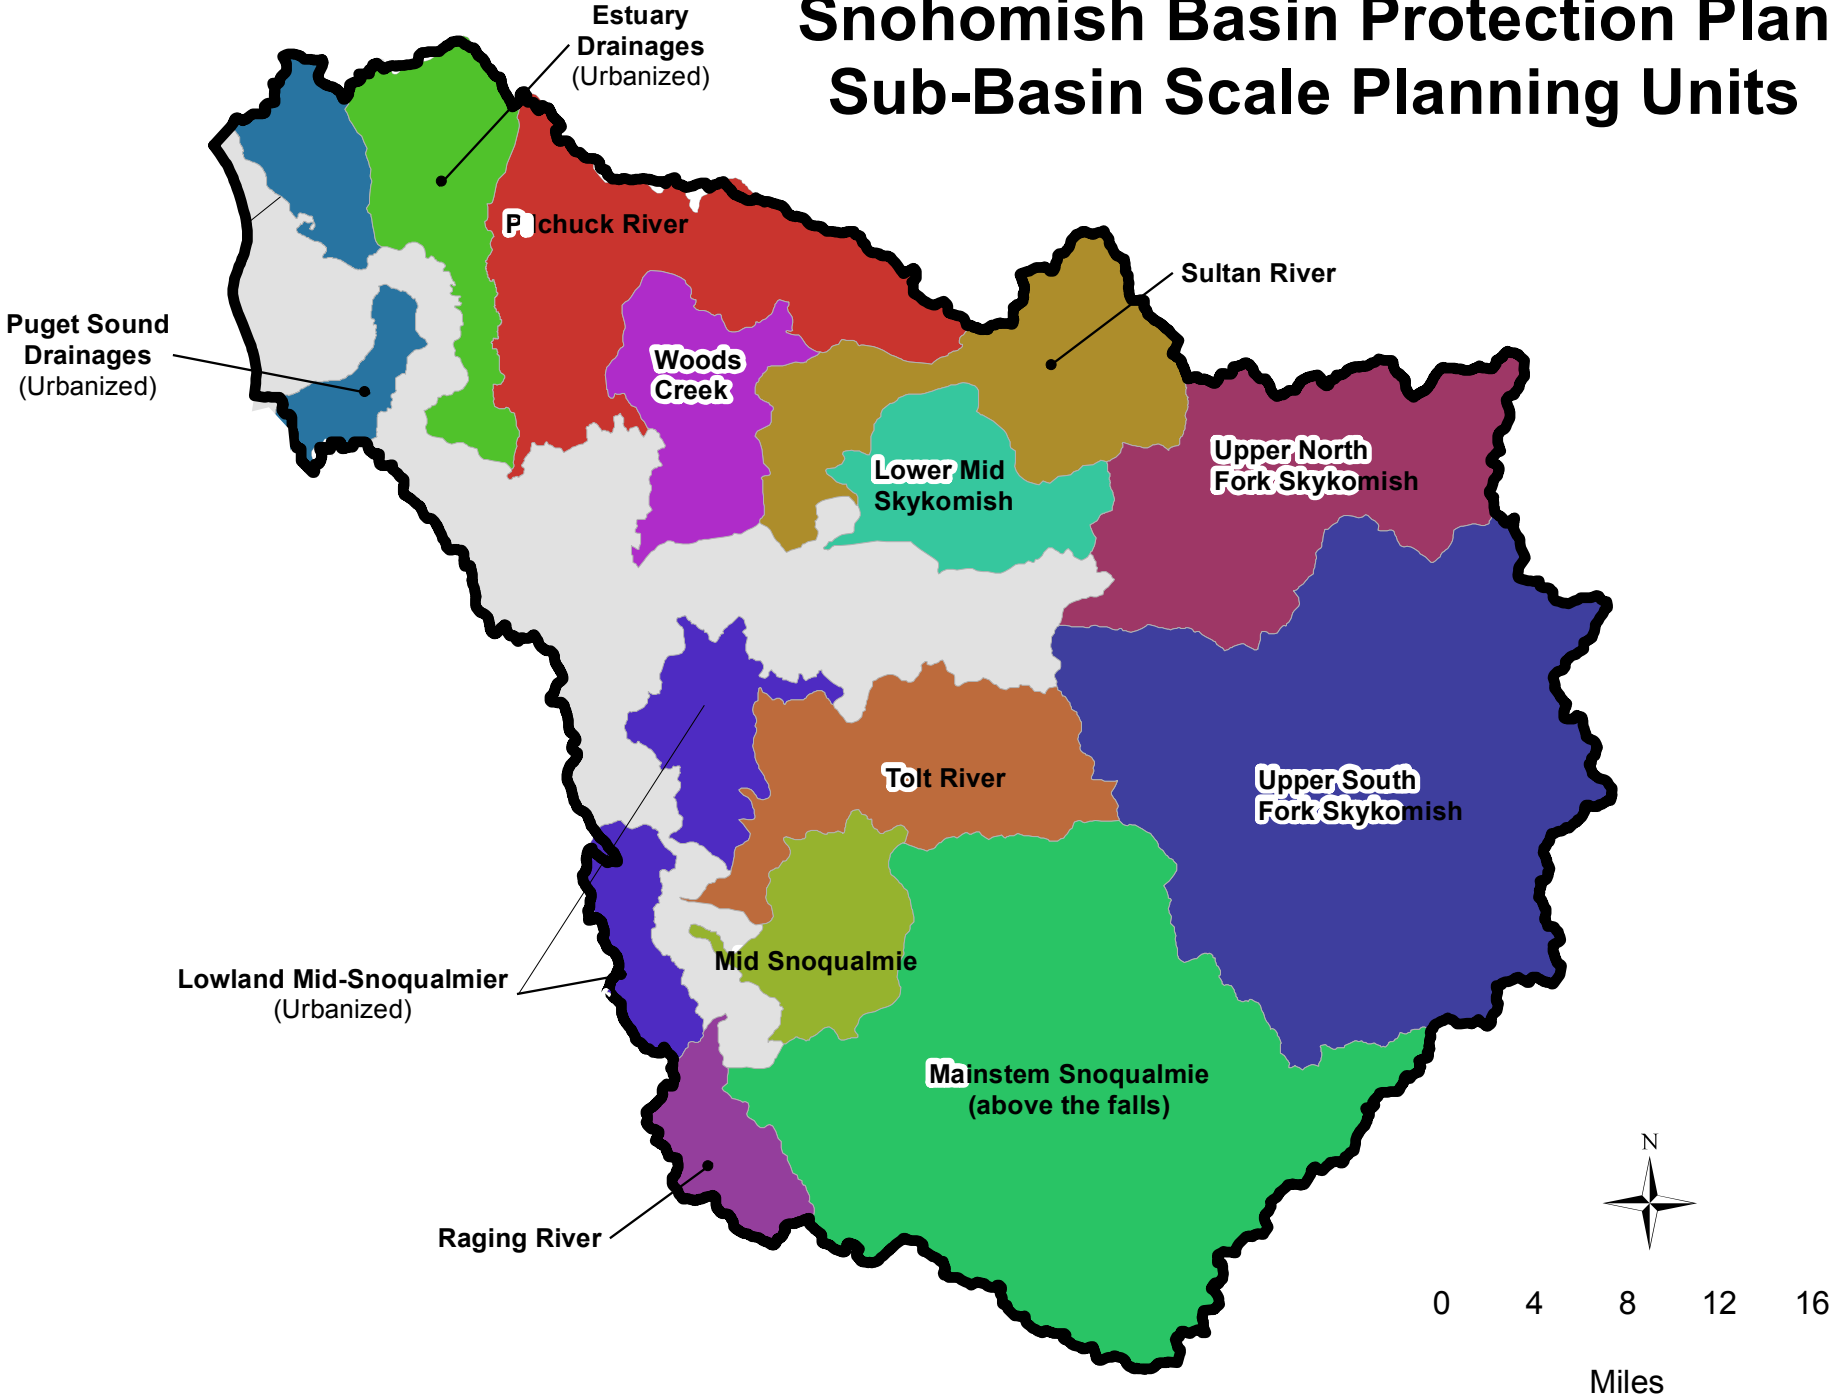 Snohomish Basin Protection Plan
Sub-Basin Scale Planning Units
Estuary
Drainages
(Urbanized)
Pilchuck River
Sultan River
Puget Sound
Drainages
(Urbanized)
Woods
Creek
Lower Mid
Skykomish
Upper North
Fork Skykomish
Tolt River
Upper South
Fork Skykomish
Mid Snoqualmie
Lowland Mid-Snoqualmier
(Urbanized)
Mainstem Snoqualmie
(above the falls)
Raging River
N
0 4 8 12 16
Miles